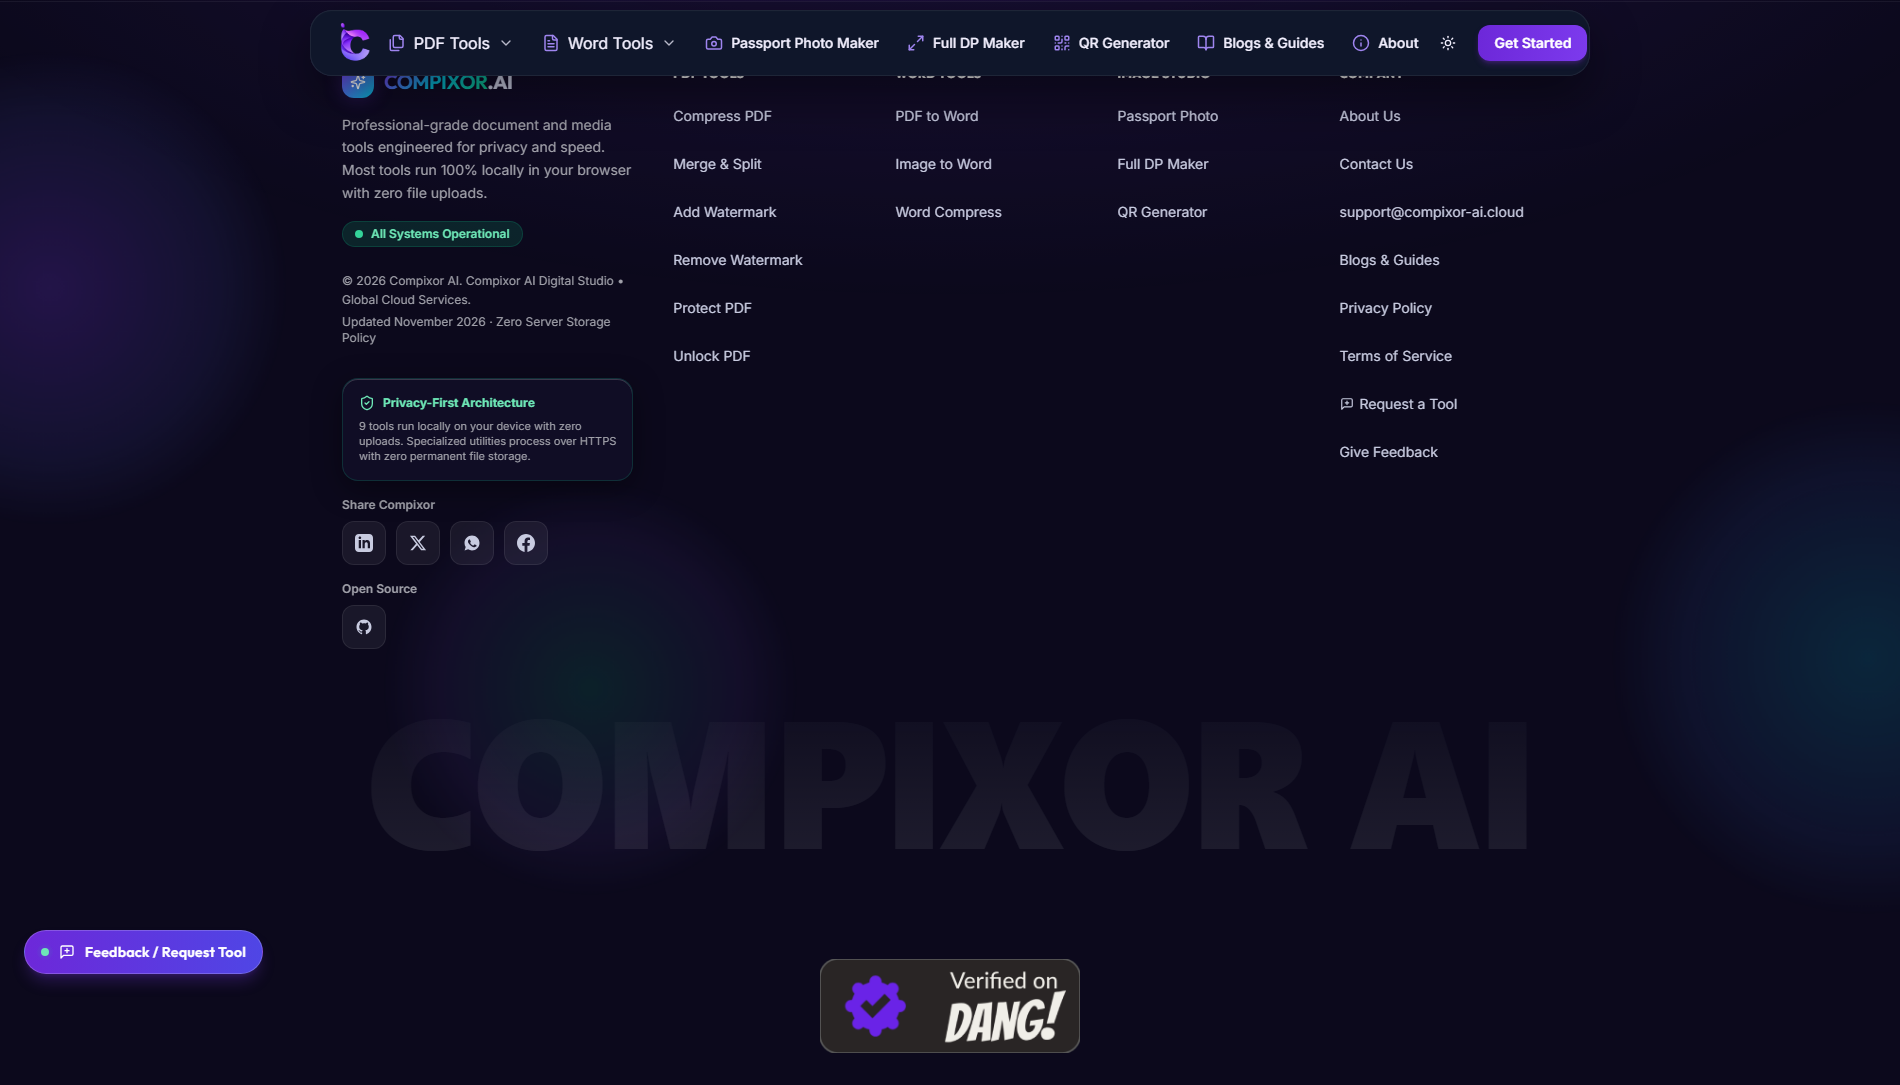 PDF Tools
Word Tools
Passport Photo Maker
Full DP Maker
QR Generator
Blogs & Guides
About
Get Started
COMPIXOR.AI
Professional-grade document and media
tools engineered for privacy and speed.
Most tools run 100% locally in your browser
with zero file uploads.
All Systems Operational
© 2026 Compixor AI. Compixor AI Digital Studio •
Global Cloud Services.
Updated November 2026 · Zero Server Storage
Policy
Privacy-First Architecture
9 tools run locally on your device with zero
uploads. Specialized utilities process over HTTPS
with zero permanent file storage.
Share Compixor
Open Source
Compress PDF
Merge & Split
Add Watermark
Remove Watermark
Protect PDF
Unlock PDF
PDF to Word
Image to Word
Word Compress
Passport Photo
Full DP Maker
QR Generator
About Us
Contact Us
support@compixor-ai.cloud
Blogs & Guides
Privacy Policy
Terms of Service
Request a Tool
Give Feedback
COMPIXOR AI
Feedback / Request Tool
Verified on
DANG!